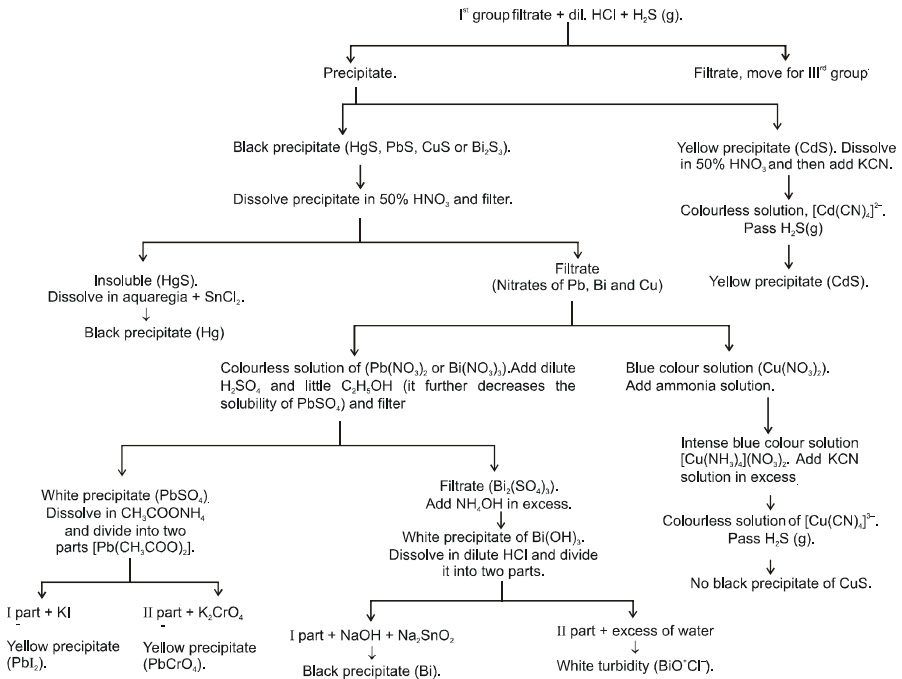 Iˢᵗ group filtrate + dil. HCl + H₂S (g).
Precipitate.
Filtrate, move for IIIʳᵈ group
Black precipitate (HgS, PbS, CuS or Bi₂S₃).
Yellow precipitate (CdS). Dissolve
in 50% HNO₃ and then add KCN.
Dissolve precipitate in 50% HNO₃ and filter.
Colourless solution, [Cd(CN)₄]²⁻.
Pass H₂S(g)
Yellow precipitate (CdS).
Insoluble (HgS).
Dissolve in aquaregia + SnCl₂.
↓
Black precipitate (Hg)
Filtrate
(Nitrates of Pb, Bi and Cu)
Colourless solution of (Pb(NO₃)₂ or Bi(NO₃)₃).Add dilute
H₂SO₄ and little C₂H₅OH (it further decreases the
solubility of PbSO₄) and filter
Blue colour solution (Cu(NO₃)₂).
Add ammonia solution.
Intense blue colour solution
[Cu(NH₃)₄](NO₃)₂. Add KCN
solution in excess
Colourless solution of [Cu(CN)₄]³⁻.
Pass H₂S (g).
No black precipitate of CuS.
White precipitate (PbSO₄)
Dissolve in CH₃COONH₄
and divide into two
parts [Pb(CH₃COO)₂].
Filtrate (Bi₂(SO₄)₃).
Add NH₄OH in excess.
White precipitate of Bi(OH)₃.
Dissolve in dilute HCl and divide
it into two parts.
I part + KI
Yellow precipitate
(PbI₂).
II part + K₂CrO₄
Yellow precipitate
(PbCrO₄).
I part + NaOH + Na₂SnO₂
↓
Black precipitate (Bi).
II part + excess of water
↓
White turbidity (BiO⁺Cl⁻).